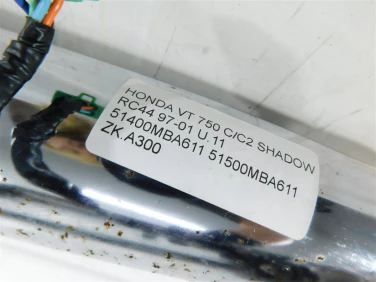 HONDA VT 750 C/C2 SHADOW
RC44 97-01 U.11
51400MBA611 51500MBA611
ZK.A300